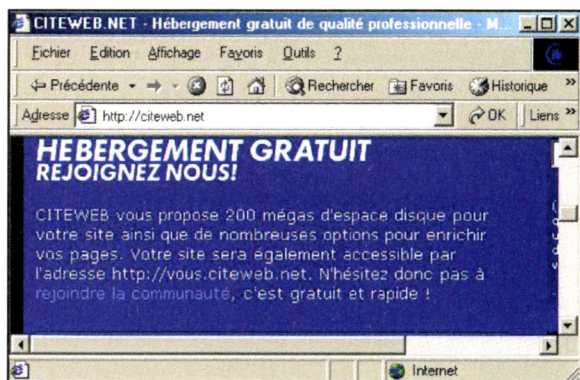 CITEWEB.NET - Hébergement gratuit de qualité professionnelle - M...
Fichier Edition Affichage Favoris Outils ?
Précédente Rechercher Favoris Historique »
Adresse http://citeweb.net OK Liens »
HEBERGEMENT GRATUIT
REJOIGNEZ NOUS!
CITEWEB vous propose 200 mégas d'espace disque pour
votre site ainsi que de nombreuses options pour enrichir
vos pages. Votre site sera également accessible par
l'adresse http://vous.citeweb.net. N'hésitez donc pas à
rejoindre la communauté, c'est gratuit et rapide !
Internet